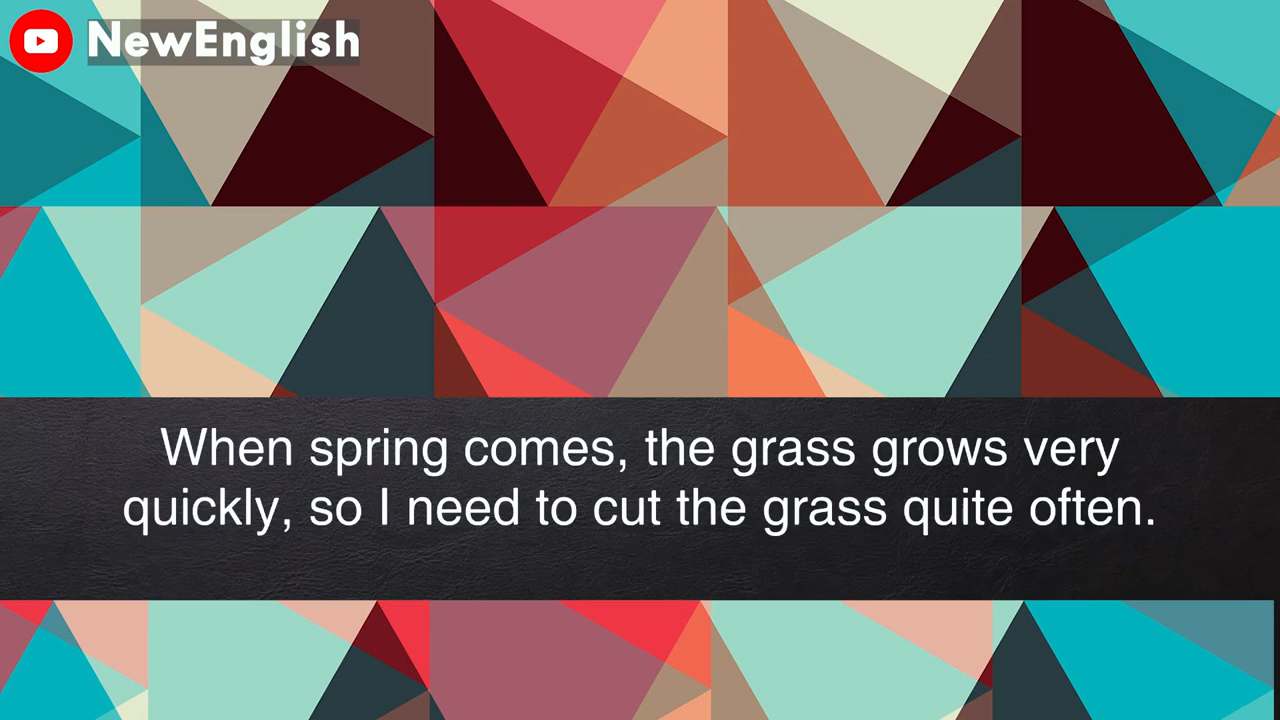 NewEnglish
When spring comes, the grass grows very
quickly, so I need to cut the grass quite often.